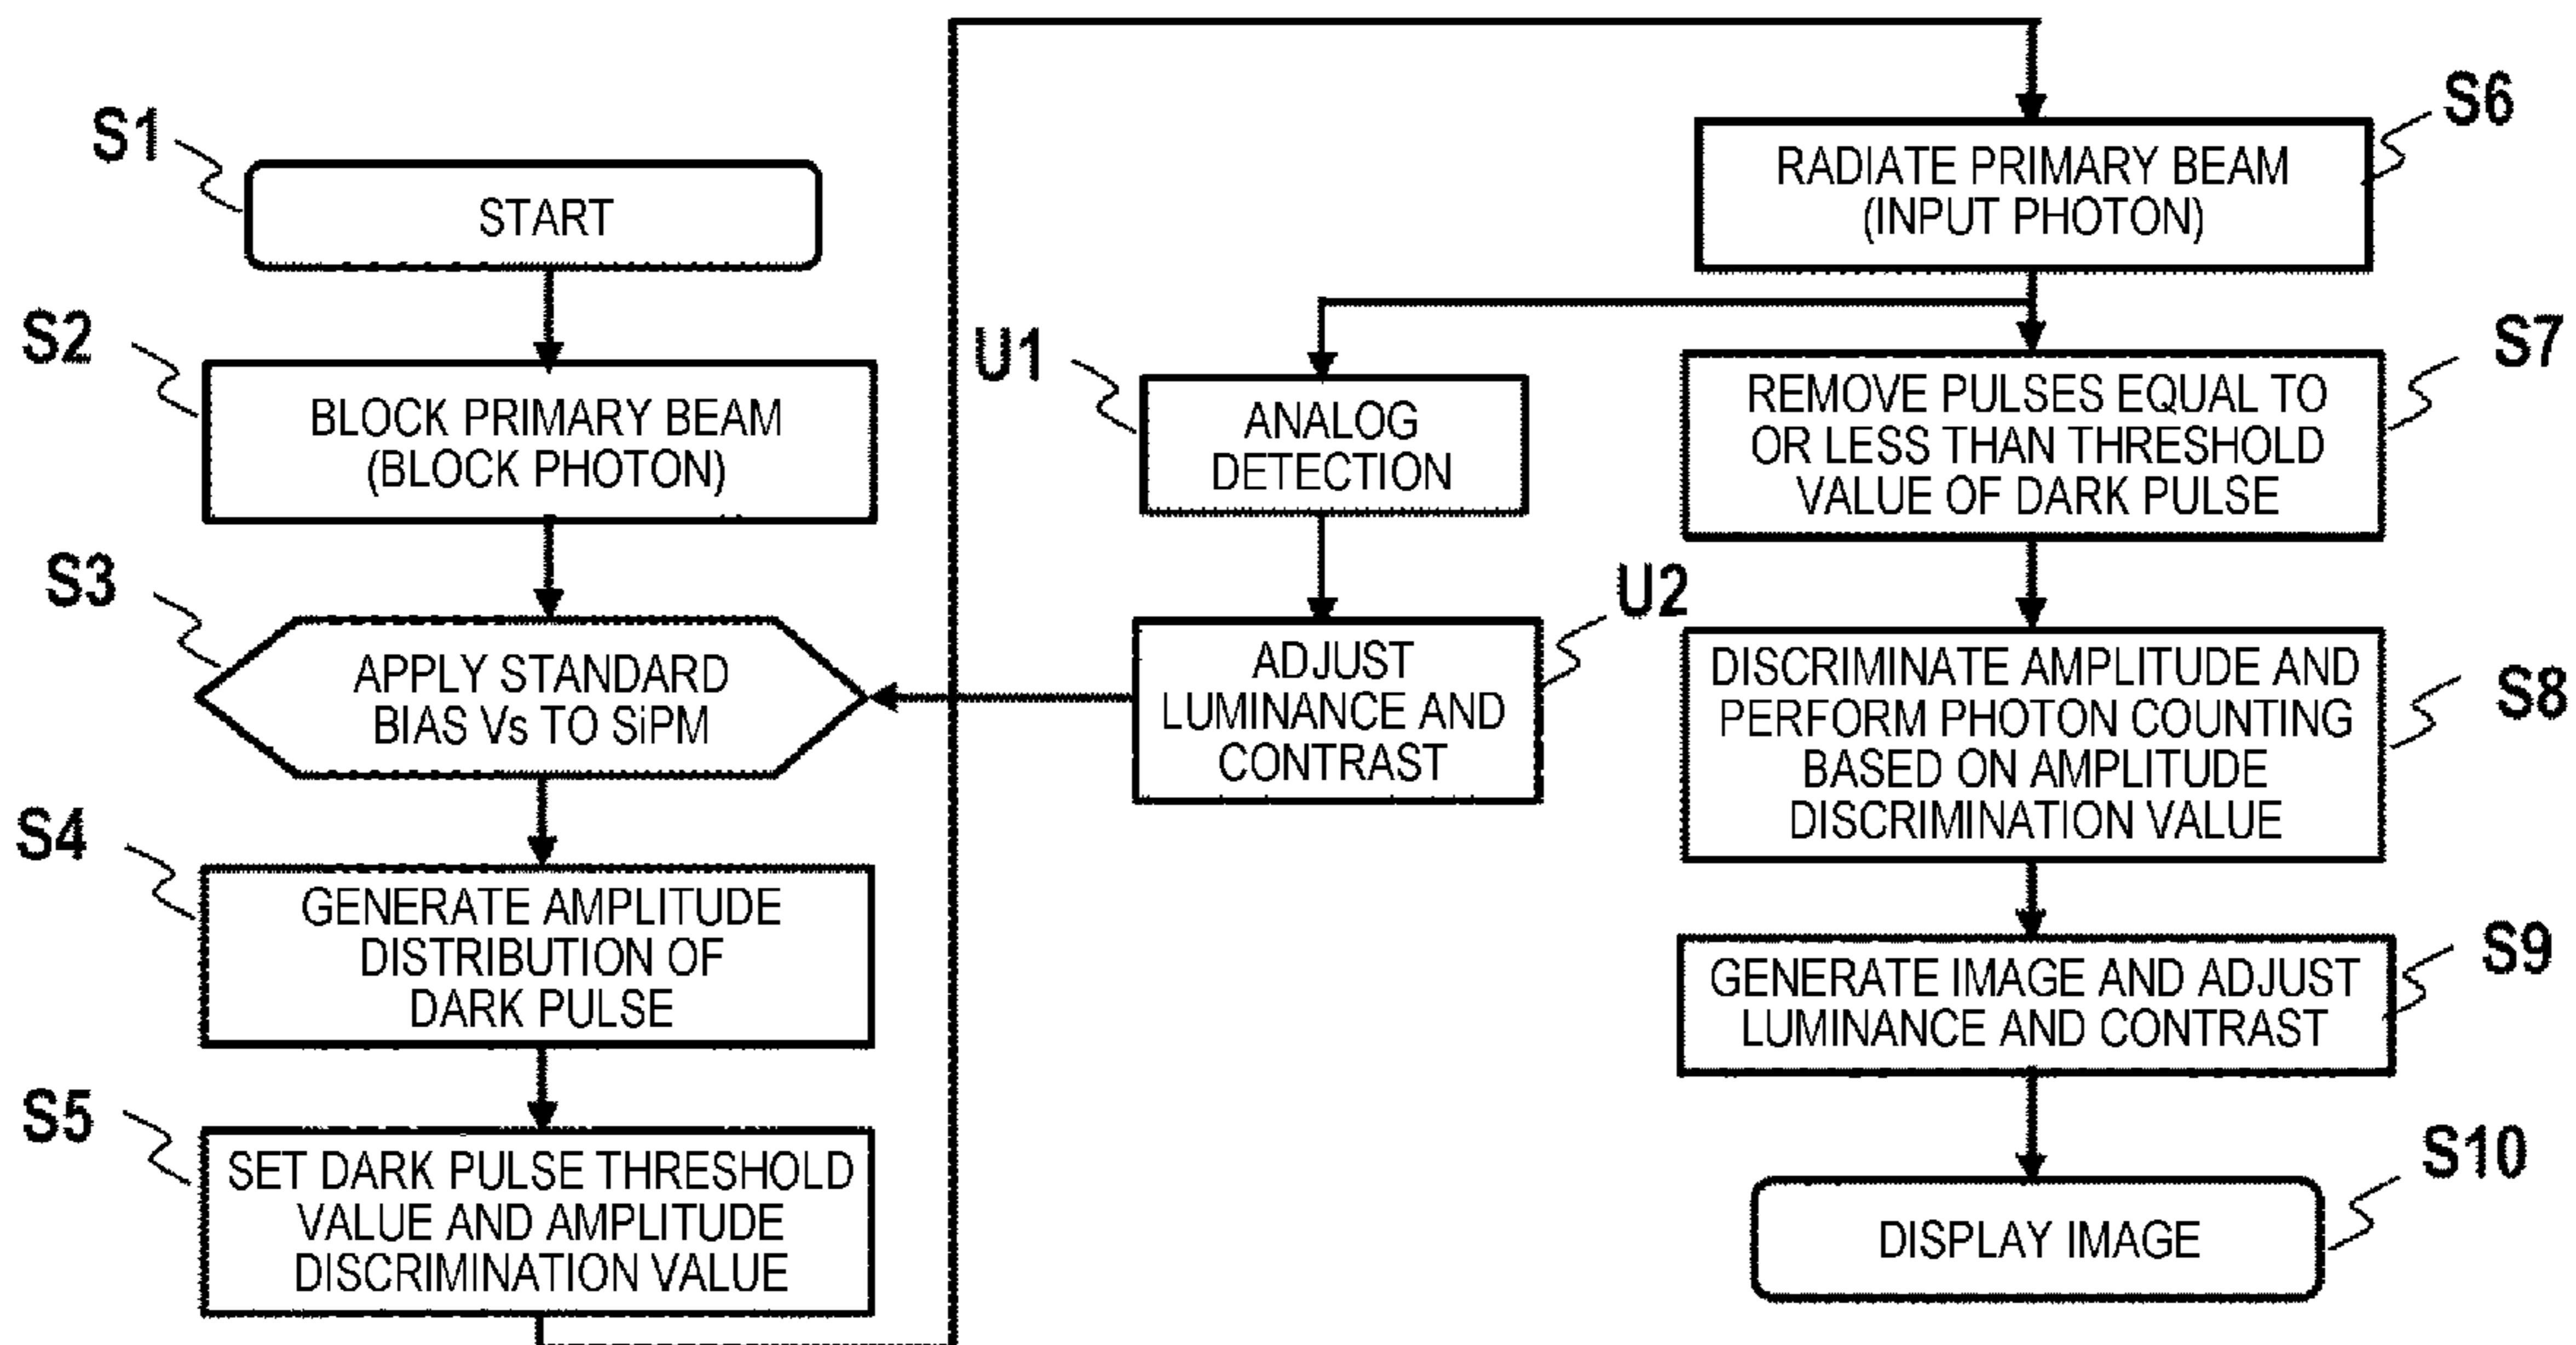 S1
START
S2
BLOCK PRIMARY BEAM
(BLOCK PHOTON)
S3
APPLY STANDARD
BIAS Vs TO SiPM
S4
GENERATE AMPLITUDE
DISTRIBUTION OF
DARK PULSE
S5
SET DARK PULSE THRESHOLD
VALUE AND AMPLITUDE
DISCRIMINATION VALUE
U1
ANALOG
DETECTION
U2
ADJUST
LUMINANCE AND
CONTRAST
S6
RADIATE PRIMARY BEAM
(INPUT PHOTON)
S7
REMOVE PULSES EQUAL TO
OR LESS THAN THRESHOLD
VALUE OF DARK PULSE
S8
DISCRIMINATE AMPLITUDE AND
PERFORM PHOTON COUNTING
BASED ON AMPLITUDE
DISCRIMINATION VALUE
S9
GENERATE IMAGE AND ADJUST
LUMINANCE AND CONTRAST
S10
DISPLAY IMAGE